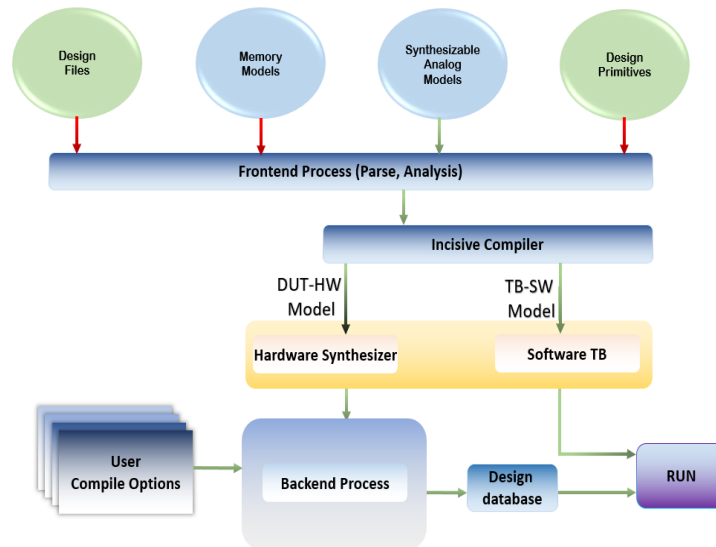 Design
Files
Memory
Models
Synthesizable
Analog
Models
Design
Primitives
Frontend Process (Parse, Analysis)
Incisive Compiler
DUT-HW
Model
TB-SW
Model
Hardware Synthesizer
Software TB
User
Compile Options
Backend Process
Design
database
RUN